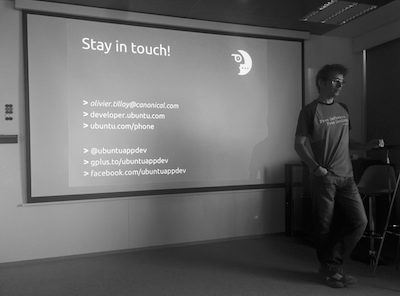 Stay in touch!
> olivier.tilloy@canonical.com
> developer.ubuntu.com
> ubuntu.com/phone
> @ubuntuappdev
> gplus.to/ubuntuappdev
> facebook.com/ubuntuappdev